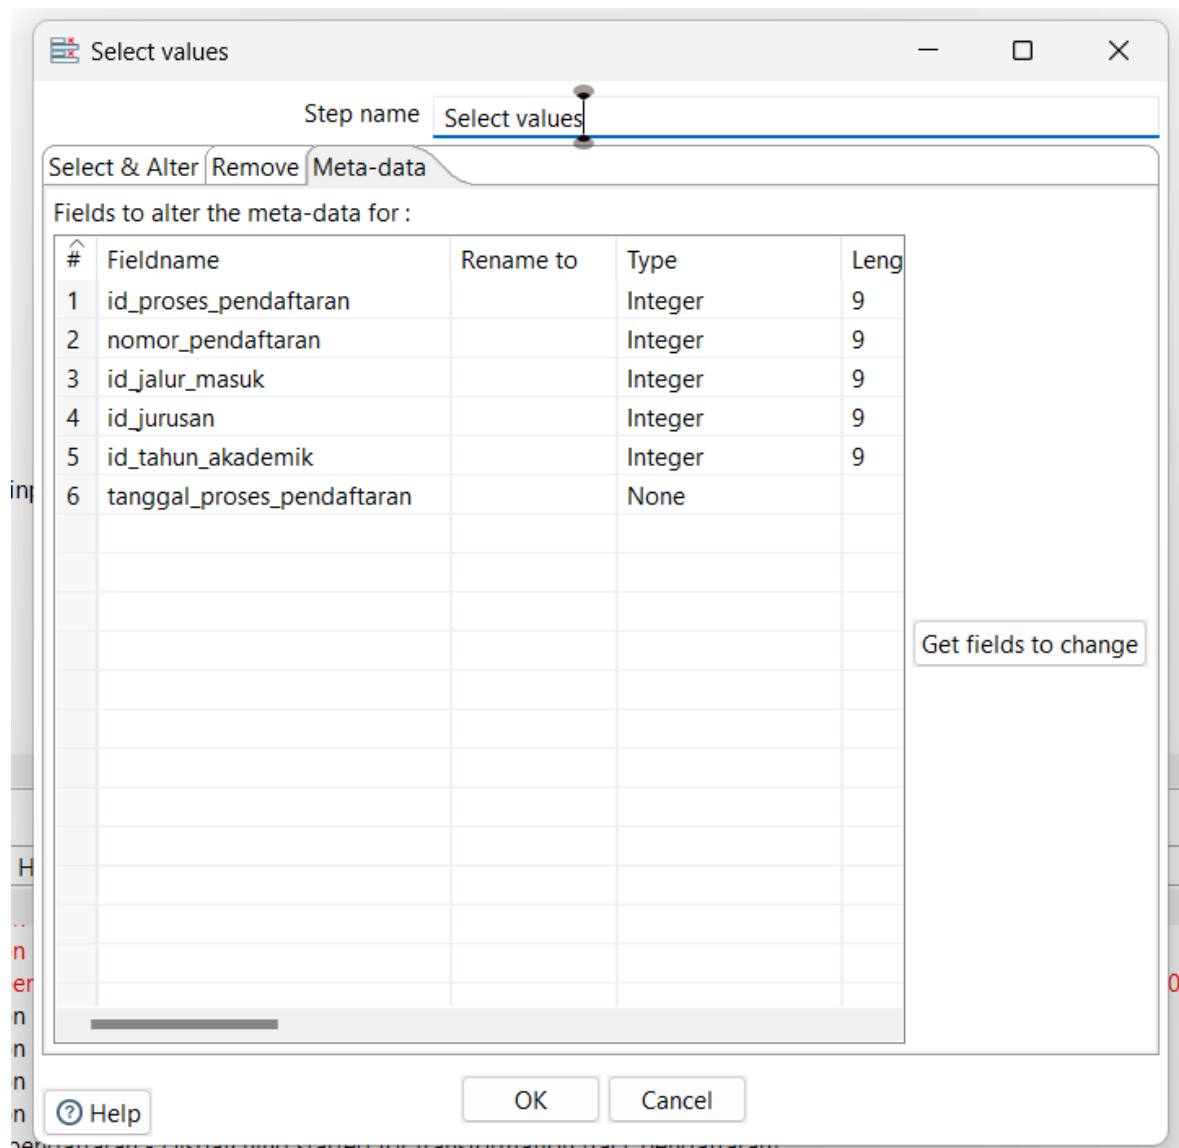 Select values
Step name Select values
Select & Alter Remove Meta-data
Fields to alter the meta-data for :
# Fieldname Rename to Type Leng
1 id_proses_pendaftaran Integer 9
2 nomor_pendaftaran Integer 9
3 id_jalur_masuk Integer 9
4 id_jurusan Integer 9
5 id_tahun_akademik Integer 9
6 tanggal_proses_pendaftaran None
Get fields to change
OK Cancel
Help